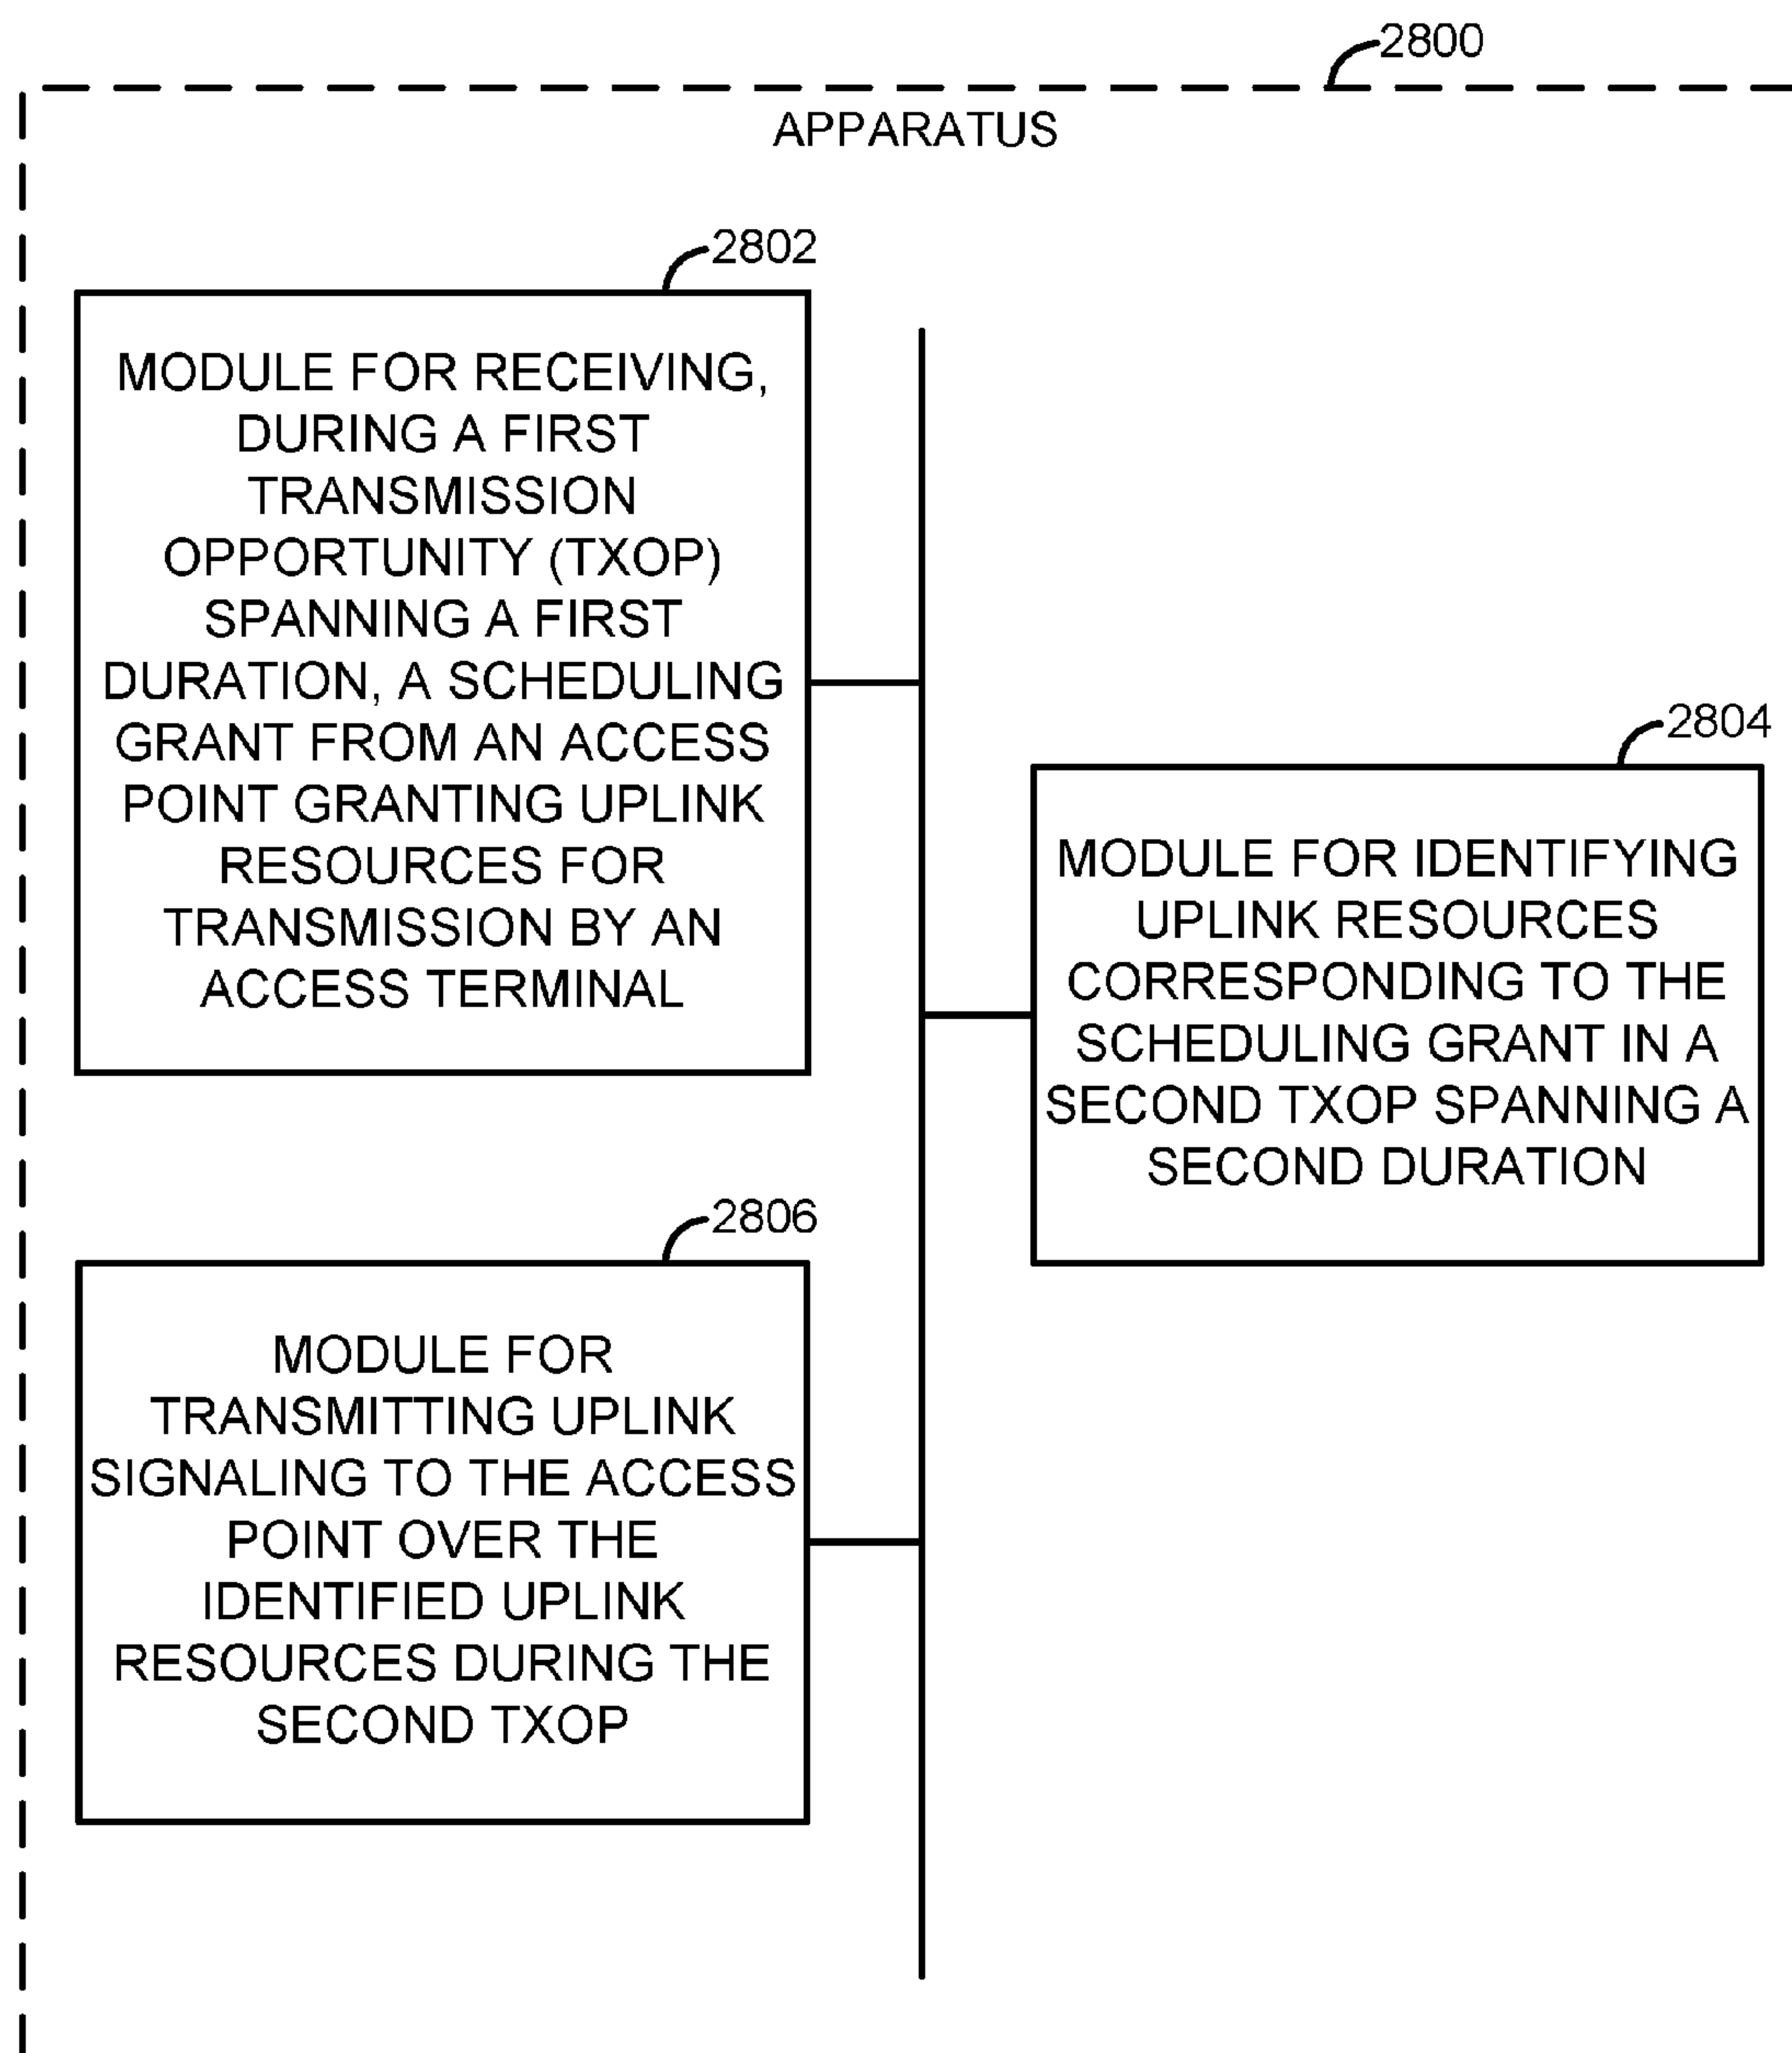 2800
APPARATUS
2802
MODULE FOR RECEIVING,
DURING A FIRST
TRANSMISSION
OPPORTUNITY (TXOP)
SPANNING A FIRST
DURATION, A SCHEDULING
GRANT FROM AN ACCESS
POINT GRANTING UPLINK
RESOURCES FOR
TRANSMISSION BY AN
ACCESS TERMINAL
2804
MODULE FOR IDENTIFYING
UPLINK RESOURCES
CORRESPONDING TO THE
SCHEDULING GRANT IN A
SECOND TXOP SPANNING A
SECOND DURATION
2806
MODULE FOR
TRANSMITTING UPLINK
SIGNALING TO THE ACCESS
POINT OVER THE
IDENTIFIED UPLINK
RESOURCES DURING THE
SECOND TXOP